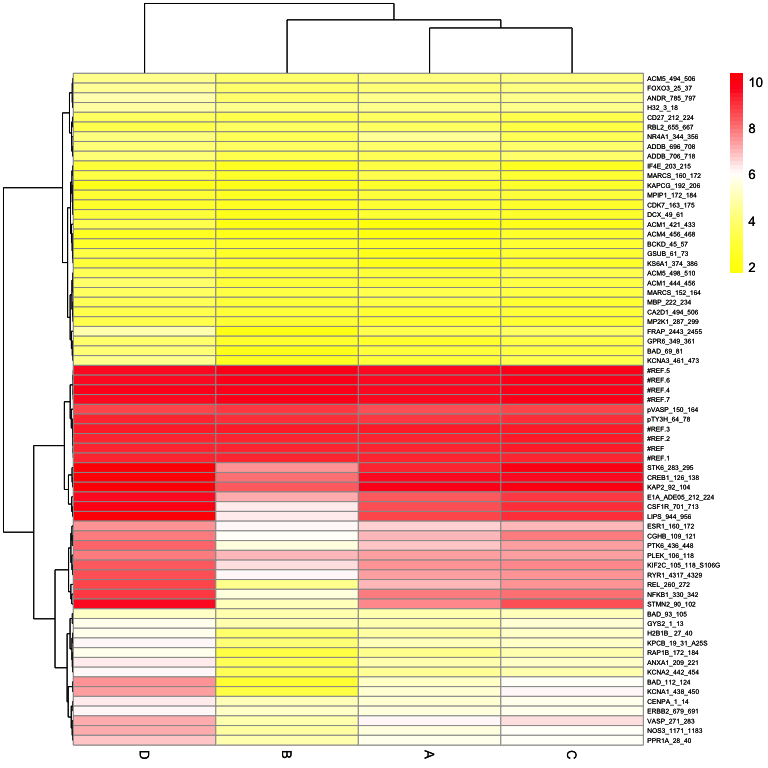 ACM5_494_506
FOXO3_25_37
ANDR_785_797
H32_3_18
CD27_212_224
RBL2_655_667
NR4A1_344_356
ADDB_696_708
ADDB_706_718
IF4E_203_215
MARCS_160_172
KAPCG_192_206
MPIP1_172_184
CDK7_163_175
DCX_49_61
ACM1_421_433
ACM4_456_468
BCKD_45_57
GSUB_61_73
KS6A1_374_386
ACM5_498_510
ACM1_444_456
MARCS_152_164
MBP_222_234
CA2D1_494_506
MP2K1_287_299
FRAP_2443_2455
GPR6_349_361
BAD_69_81
KCNA3_461_473
#REF.5
#REF.6
#REF.4
#REF.7
pVASP_150_164
pTY3H_64_78
#REF.3
#REF.2
#REF
#REF.1
STK6_283_295
CREB1_126_138
KAP2_92_104
E1A_ADE05_212_224
CSF1R_701_713
LIPS_944_956
ESR1_160_172
CGHB_109_121
PTK6_436_448
PLEK_106_118
KIF2C_105_118_S106G
RYR1_4317_4329
REL_260_272
NFKB1_330_342
STMN2_90_102
BAD_93_105
GYS2_1_13
H2B1B_27_40
KPCB_19_31_A25S
RAP1B_172_184
ANXA1_209_221
KCNA2_442_454
BAD_112_124
KCNA1_438_450
CENPA_1_14
ERBB2_679_691
VASP_271_283
NOS3_1171_1183
PPR1A_28_40
D
B
A
C
10
8
6
4
2